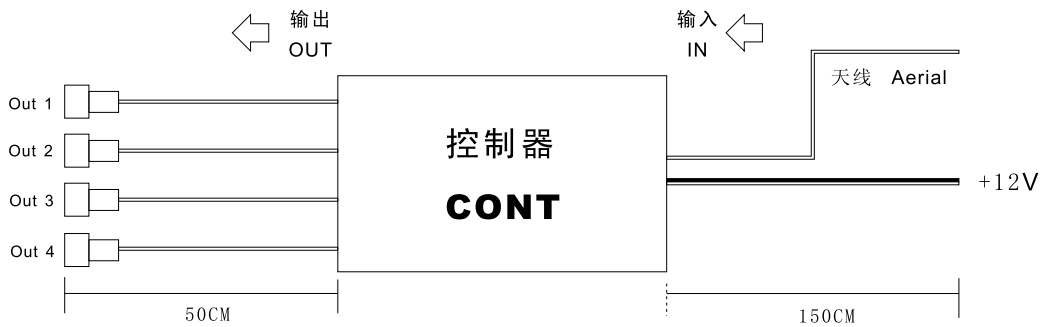 输出
OUT
输入
IN
天线 Aerial
Out 1
Out 2
Out 3
Out 4
控制器
CONT
+12V
50CM
150CM